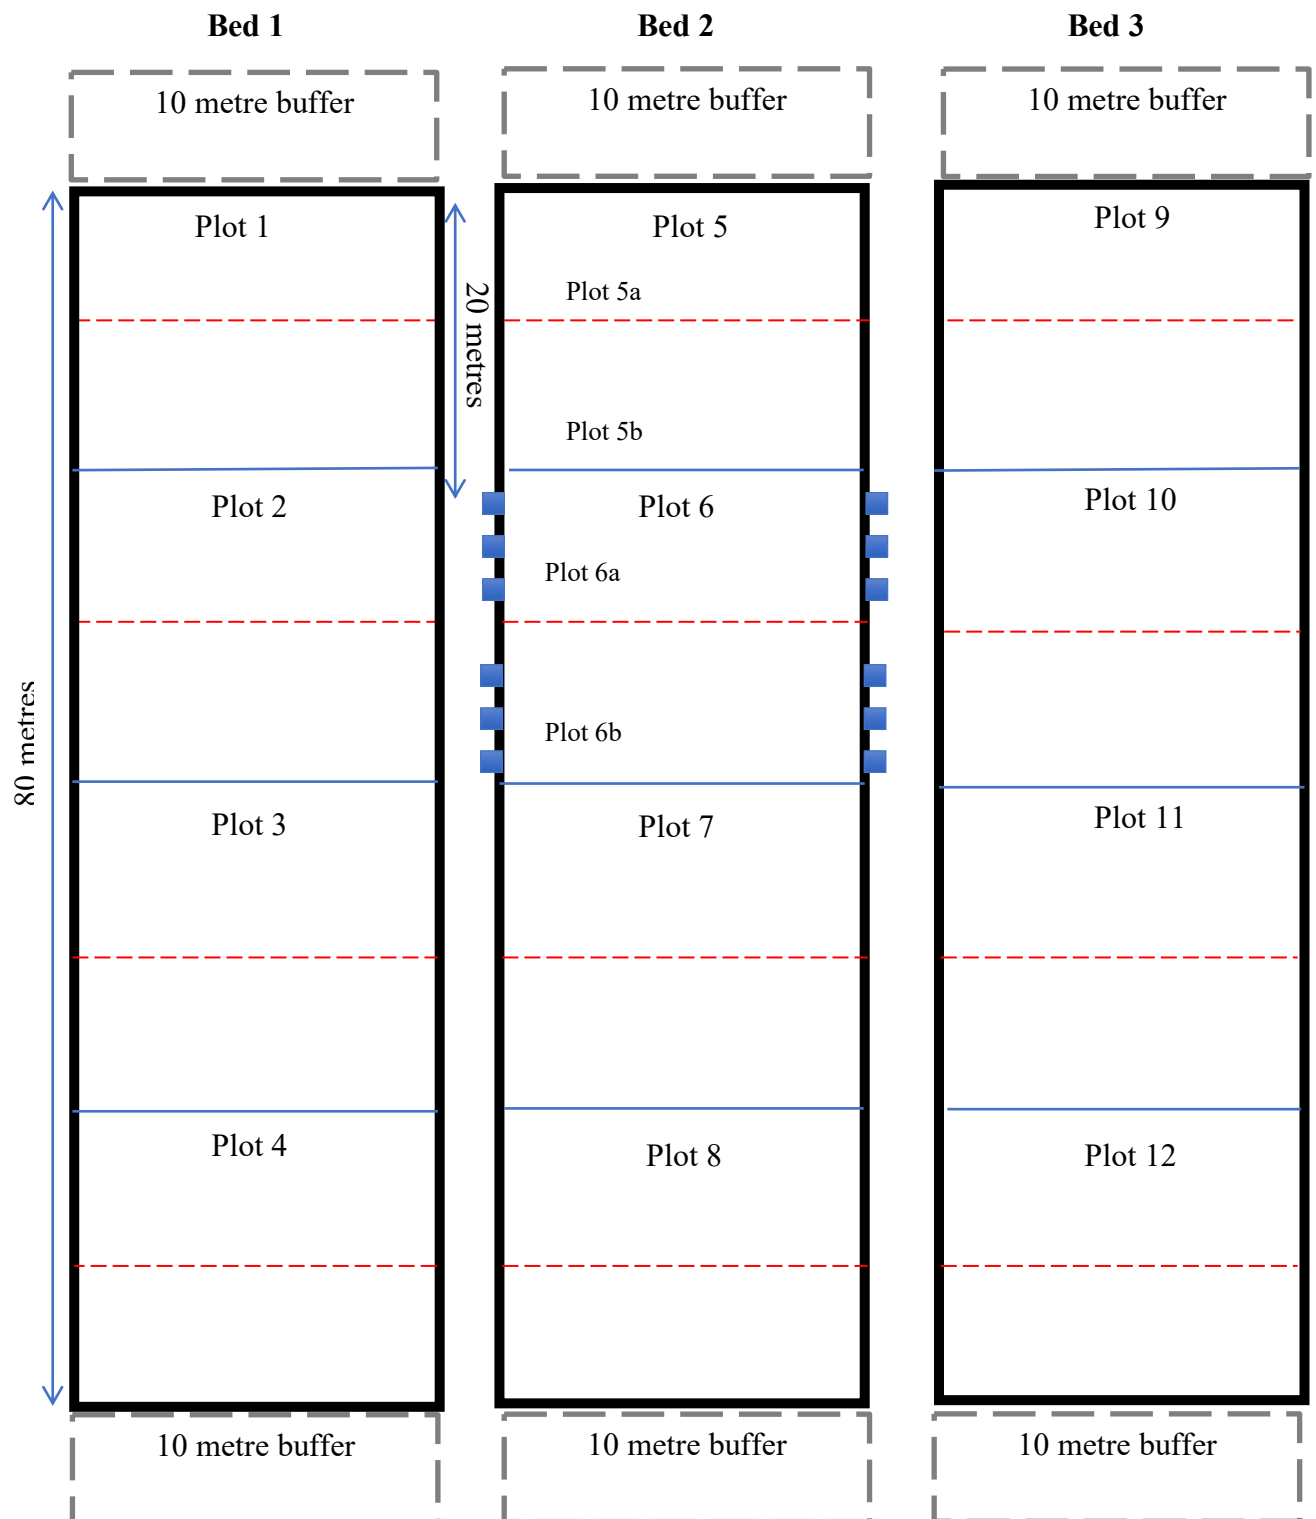 Bed 1
Bed 2
Bed 3
10 metre buffer
10 metre buffer
10 metre buffer
Plot 1
Plot 5
Plot 9
20 metres
Plot 5a
Plot 5b
Plot 2
Plot 6
Plot 10
Plot 6a
80 metres
Plot 6b
Plot 3
Plot 7
Plot 11
Plot 4
Plot 8
Plot 12
10 metre buffer
10 metre buffer
10 metre buffer